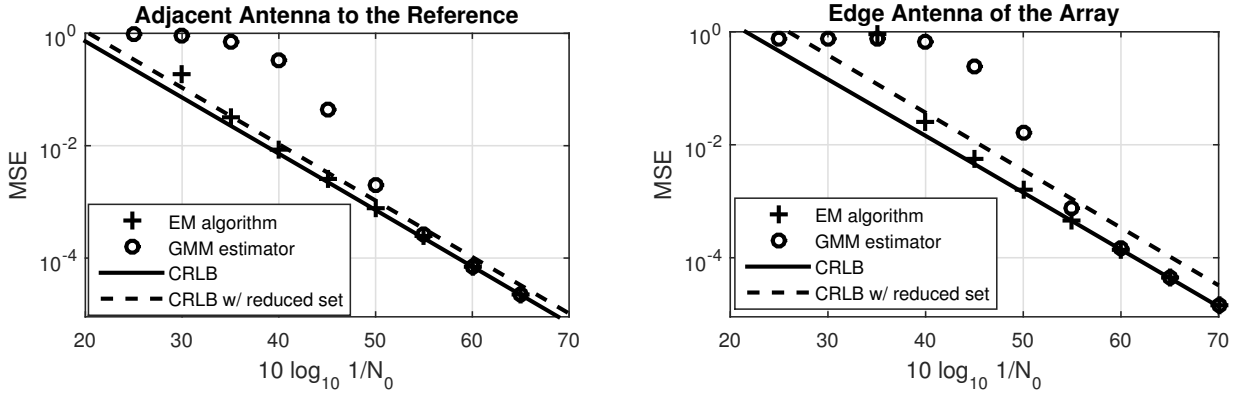 Adjacent Antenna to the Reference
10^0
10^-2
10^-4
MSE
EM algorithm
GMM estimator
CRLB
CRLB w/ reduced set
20 30 40 50 60 70
10 log_10 1/N_0
Edge Antenna of the Array
10^0
10^-2
10^-4
MSE
EM algorithm
GMM estimator
CRLB
CRLB w/ reduced set
20 30 40 50 60 70
10 log_10 1/N_0